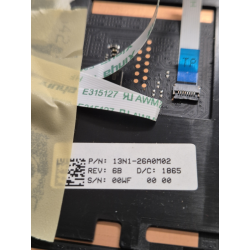 E315127 AWM
P/N: 13N1-26A0M02
REV: 6B D/C: 1865
S/N: 00WF 00 00